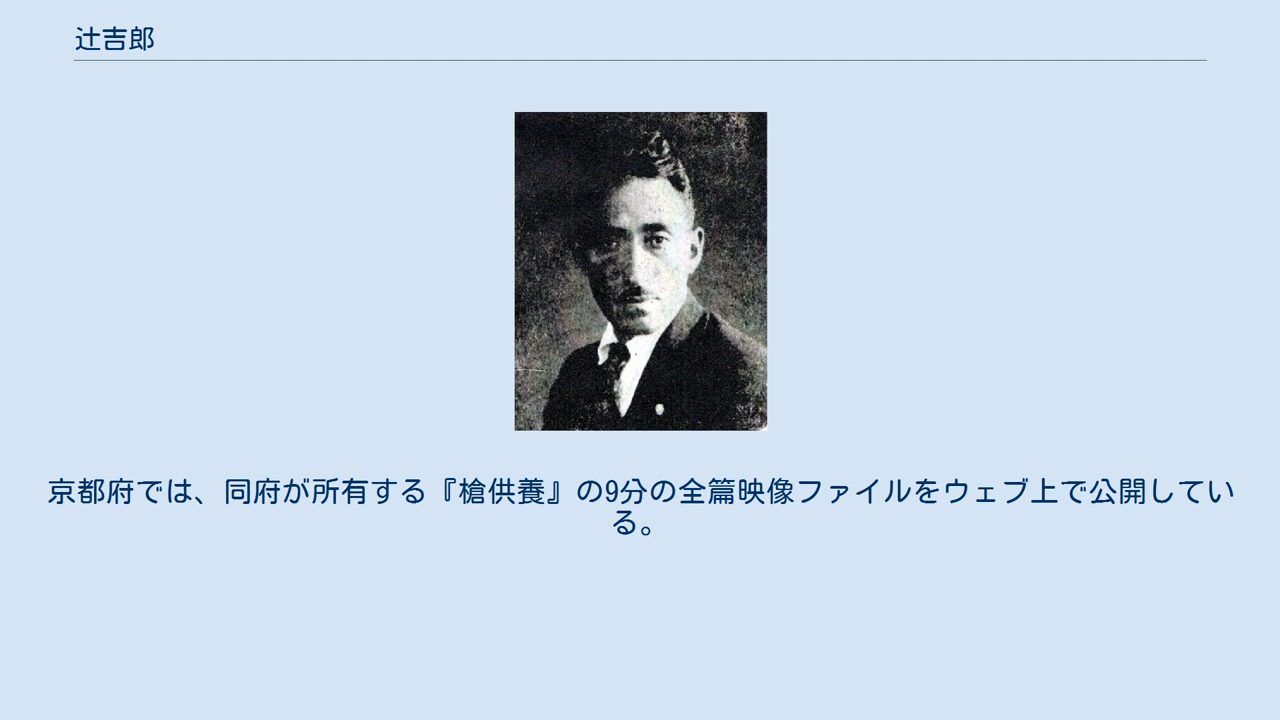 辻吉郎
京都府では、同府が所有する『槍供養』の9分の全篇映像ファイルをウェブ上で公開してい
る。